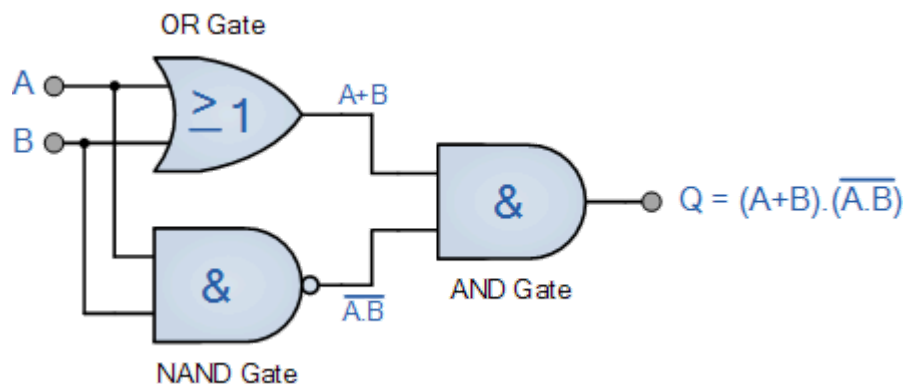 OR Gate
A
A+B
≥1
B
&
Q = (A+B).(A̅.̅B̅)
&
A̅.̅B̅
AND Gate
NAND Gate